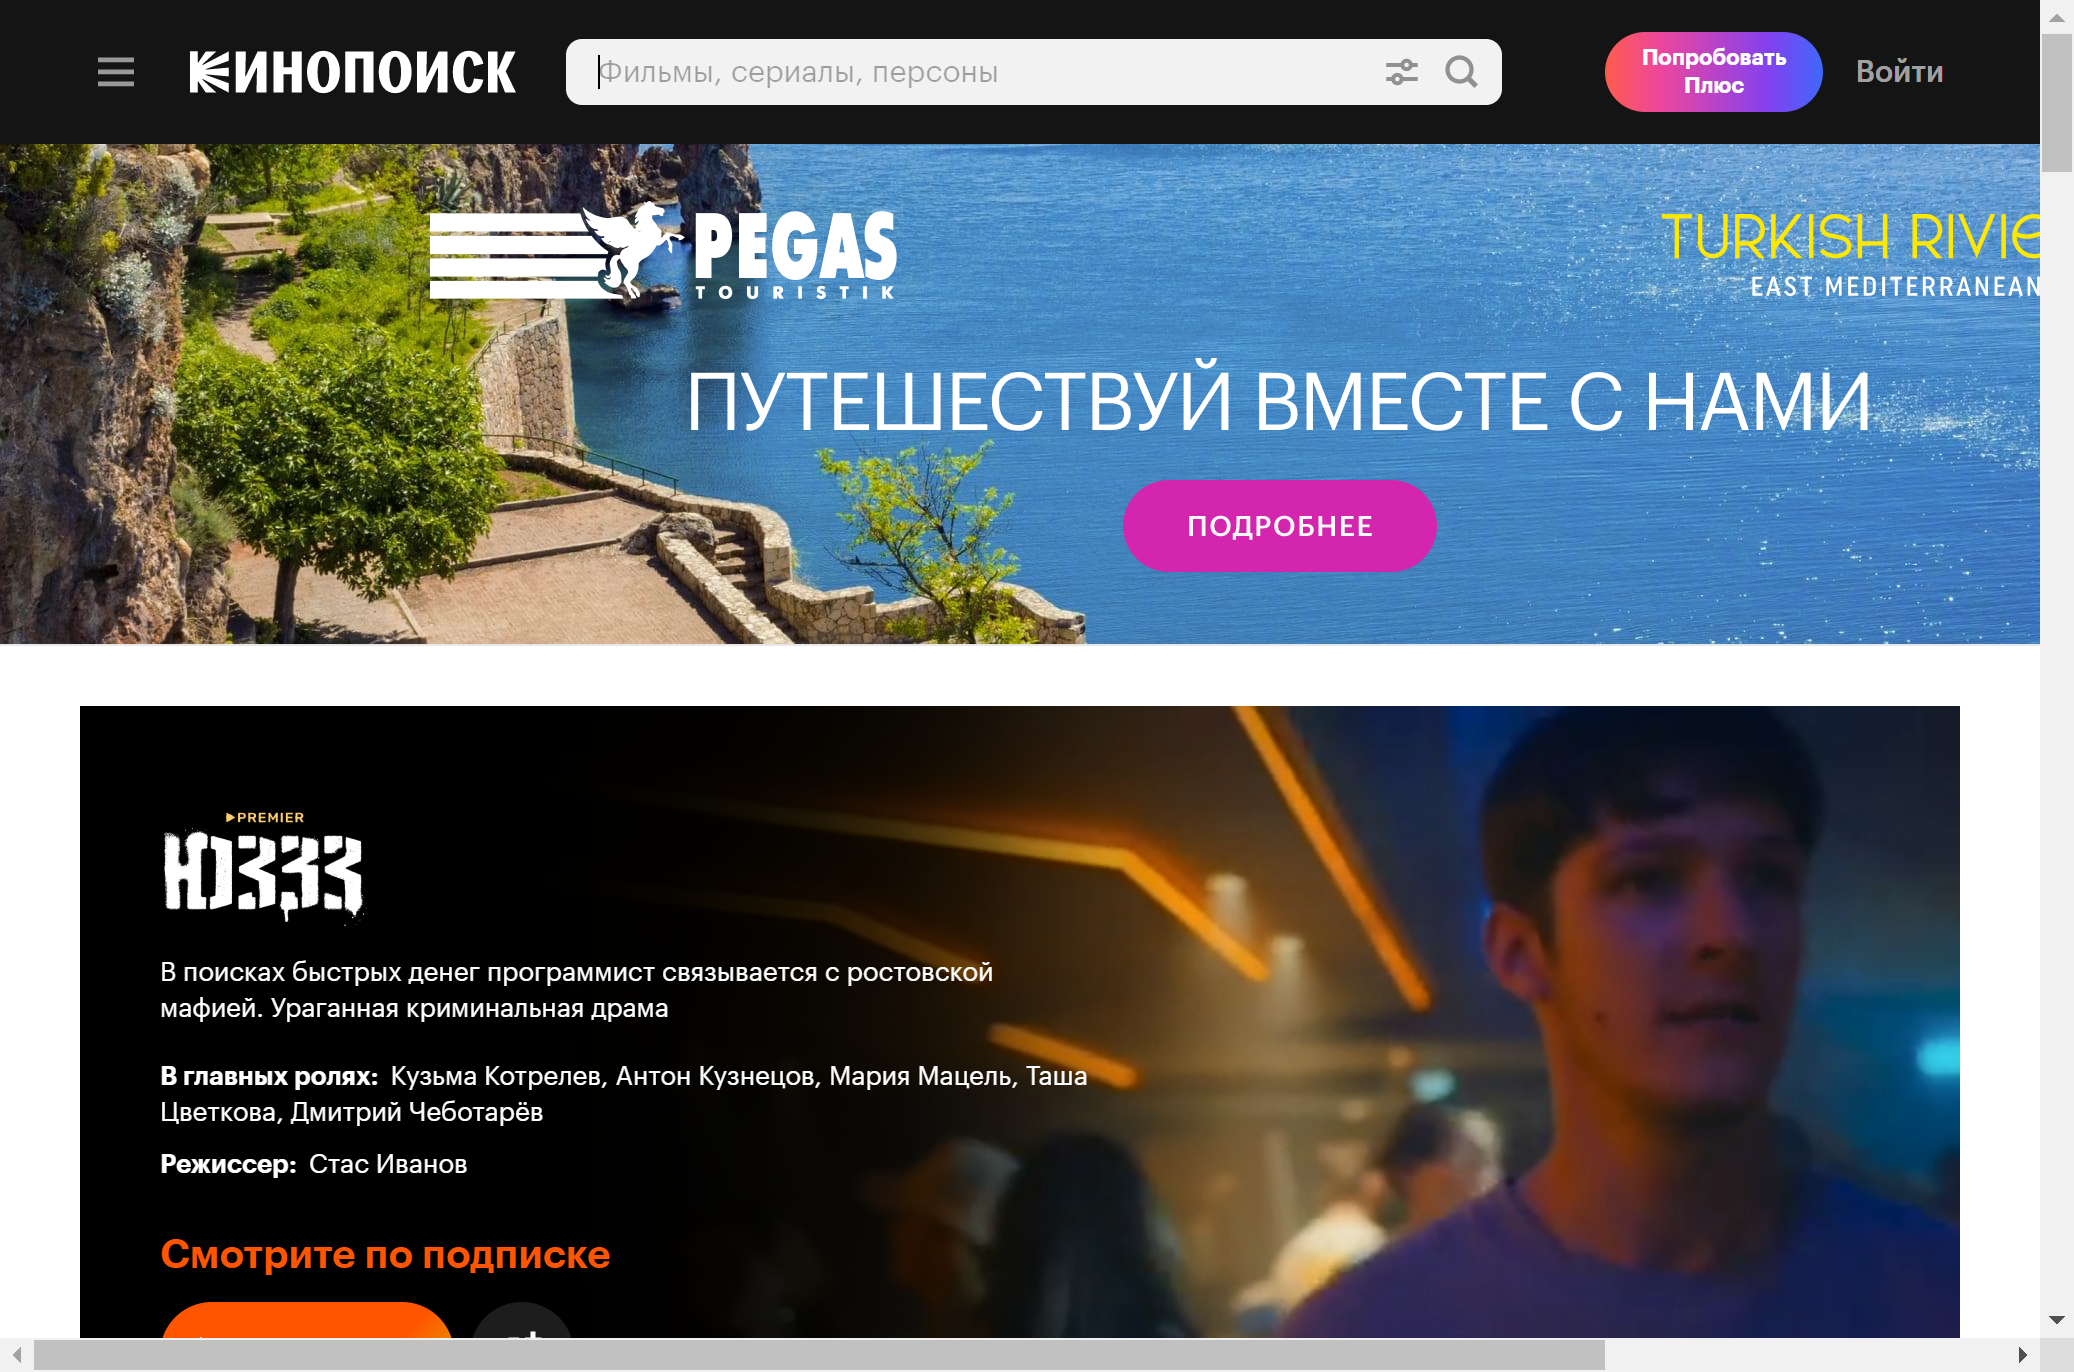 КИНОПОИСК
Фильмы, сериалы, персоны
Попробовать
Плюс
Войти
PEGAS
TOURISTIK
TURKISH RIVIE
EAST MEDITERRANEAN
ПУТЕШЕСТВУЙ ВМЕСТЕ С НАМИ
ПОДРОБНЕЕ
PREMIER
ЮЗЗЗ
В поисках быстрых денег программист связывается с ростовской
мафией. Ураганная криминальная драма
В главных ролях: Кузьма Котрелев, Антон Кузнецов, Мария Мацель, Таша
Цветкова, Дмитрий Чеботарёв
Режиссер: Стас Иванов
Смотрите по подписке